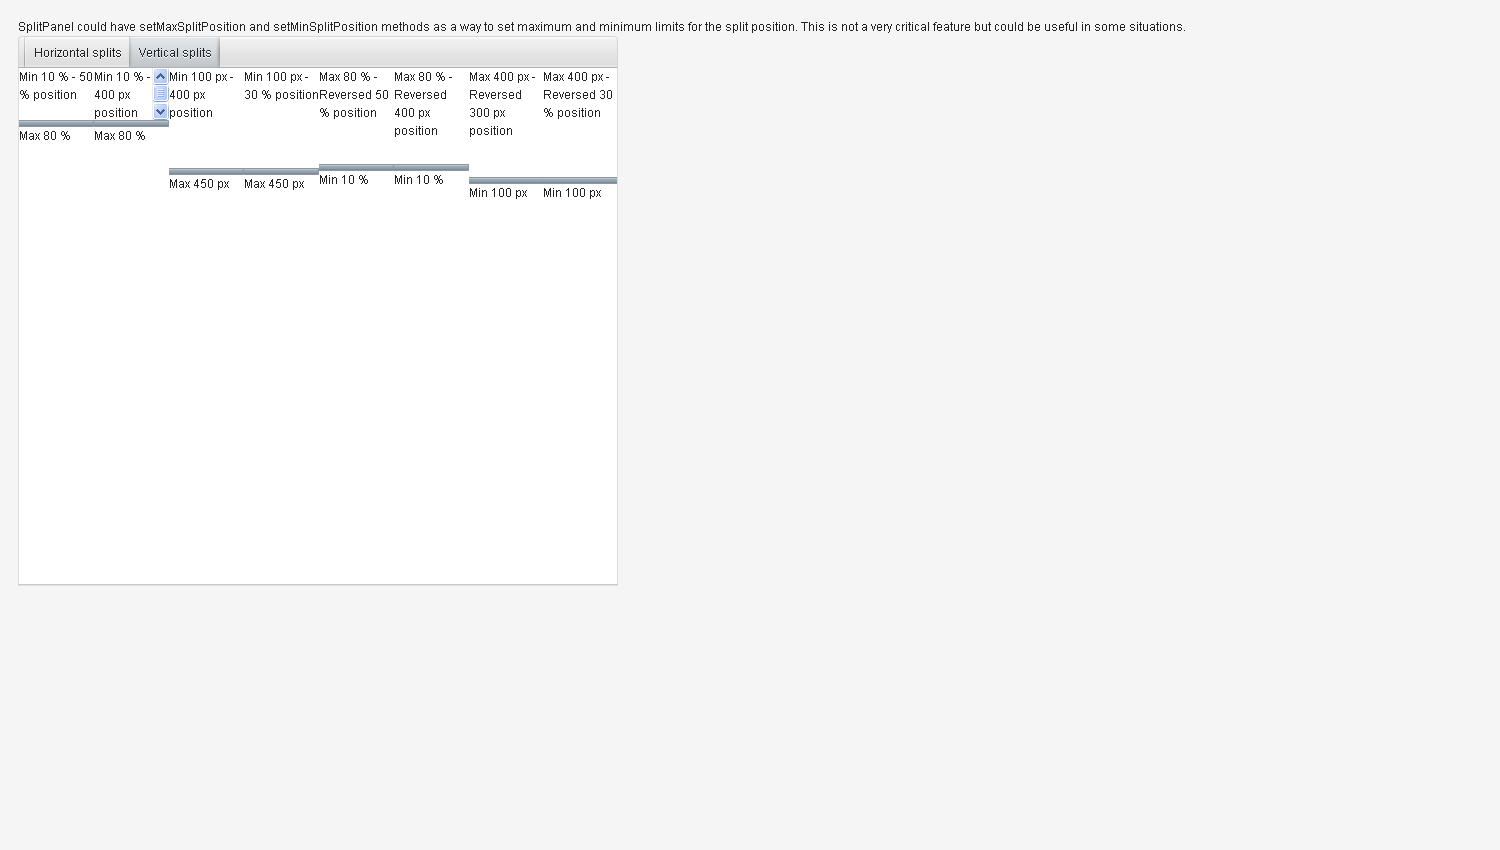 SplitPanel could have setMaxSplitPosition and setMinSplitPosition methods as a way to set maximum and minimum limits for the split position. This is not a very critical feature but could be useful in some situations.
Horizontal splits
Vertical splits
Min 10 % - 50
% position
Max 80 %
Min 10 % -
400 px
position
Max 80 %
Min 100 px -
400 px
position
Max 450 px
Min 100 px -
30 % position
Max 450 px
Max 80 % -
Reversed 50
% position
Min 10 %
Max 80 % -
Reversed
400 px
position
Min 10 %
Max 400 px -
Reversed
300 px
position
Min 100 px
Max 400 px -
Reversed 30
% position
Min 100 px